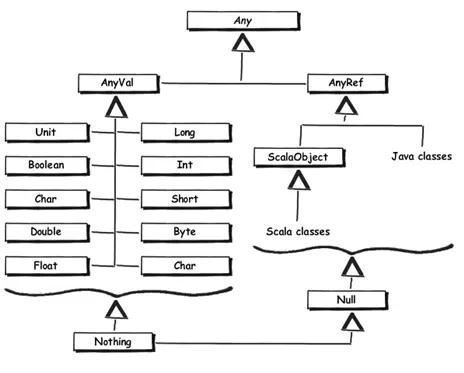 Any
AnyVal
AnyRef
Unit
Long
Boolean
Int
ScalaObject
Java classes
Char
Short
Double
Byte
Scala classes
Float
Char
Null
Nothing